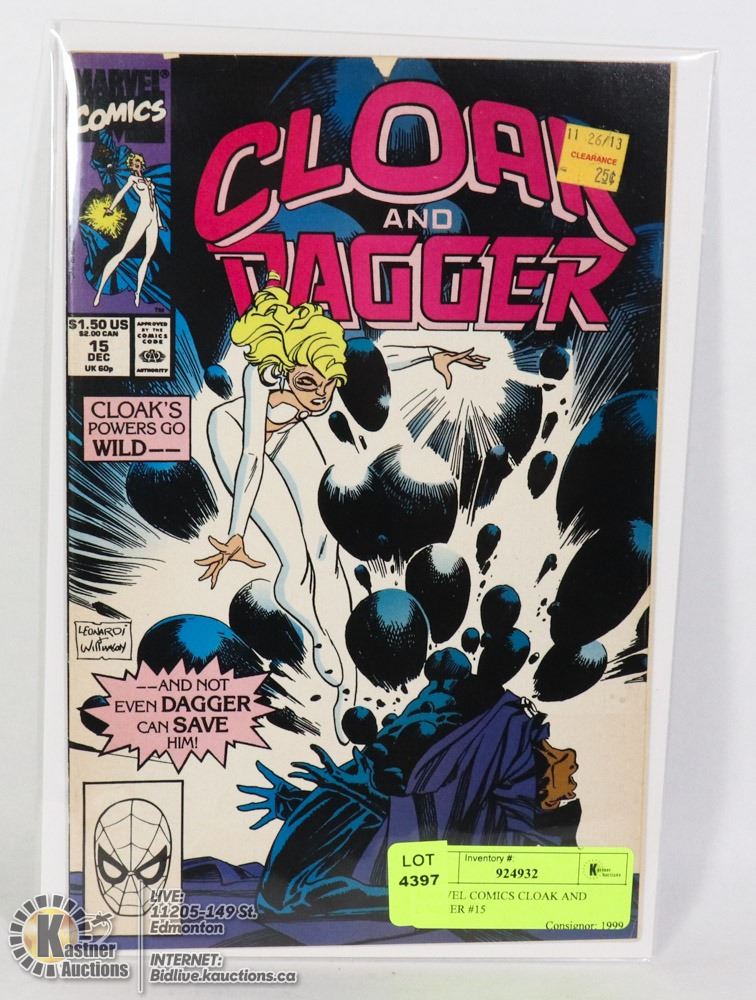 MARVEL®
COMICS
CLOAK
AND
DAGGER
11 26/13
CLEARANCE
25¢
TM
$1.50 US
$2.00 CAN
15
DEC
UK 60p
APPROVED
BY THE
COMICS
CODE
AUTHORITY
CLOAK'S
POWERS GO
WILD--
LEONARDI
&
Williamson
--AND NOT
EVEN DAGGER
CAN SAVE
HIM!
LOT
4397
Inventory #:
924932
Kastner
Auctions
VEL COMICS CLOAK AND
ER #15
Consignor: 1999
Kastner
Auctions
LIVE:
11205-149 St.
Edmonton
INTERNET:
Bidlive.kauctions.ca